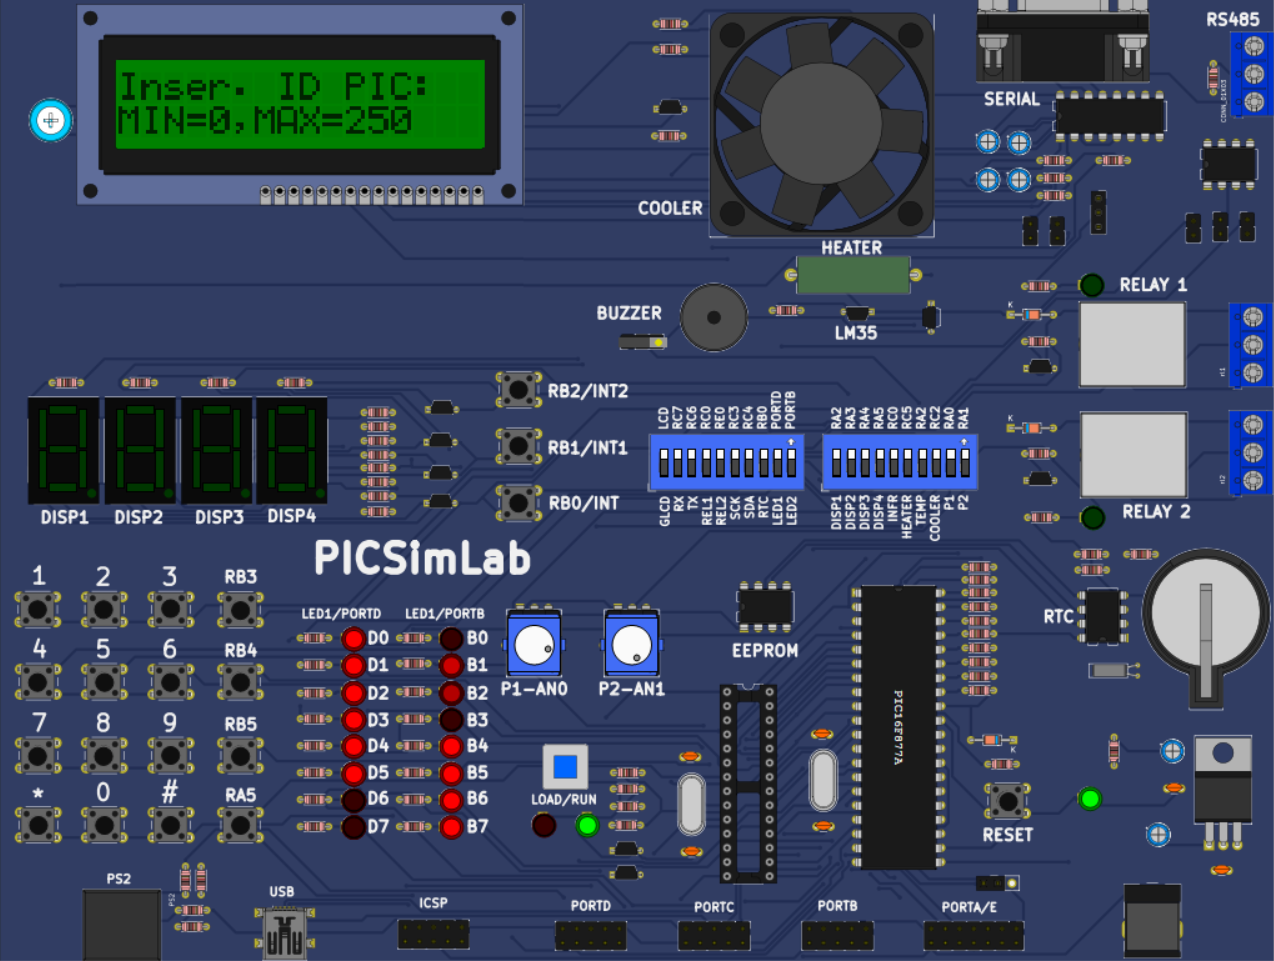 Inser. ID PIC:
MIN=0,MAX=250
RS485
CONN_D1X03
SERIAL
COOLER
HEATER
BUZZER
LM35
RELAY 1
K
RELAY 2
K
DISP1
DISP2
DISP3
DISP4
RB2/INT2
RB1/INT1
RB0/INT
LCD
RC7
RC6
RC0
RE0
RC3
RC4
RB0
PORTD
PORTB
GLCD
RX
TX
REL1
REL2
SCK
SDA
RTC
LED1
LED2
RA2
RA3
RA4
RA5
RC0
RC5
RA2
RC2
RA0
RA1
DISP1
DISP2
DISP3
DISP4
INFR
HEATER
TEMP
COOLER
P1
P2
PICSimLab
1 2 3 RB3
4 5 6 RB4
7 8 9 RB5
* 0 # RA5
LED1/PORTD
LED1/PORTB
D0 B0
D1 B1
D2 B2
D3 B3
D4 B4
D5 B5
D6 B6
D7 B7
P1-AN0
P2-AN1
EEPROM
PIC16F877A
RTC
K
RESET
LOAD/RUN
PS2
PS2
USB
ICSP
PORTD
PORTC
PORTB
PORTA/E